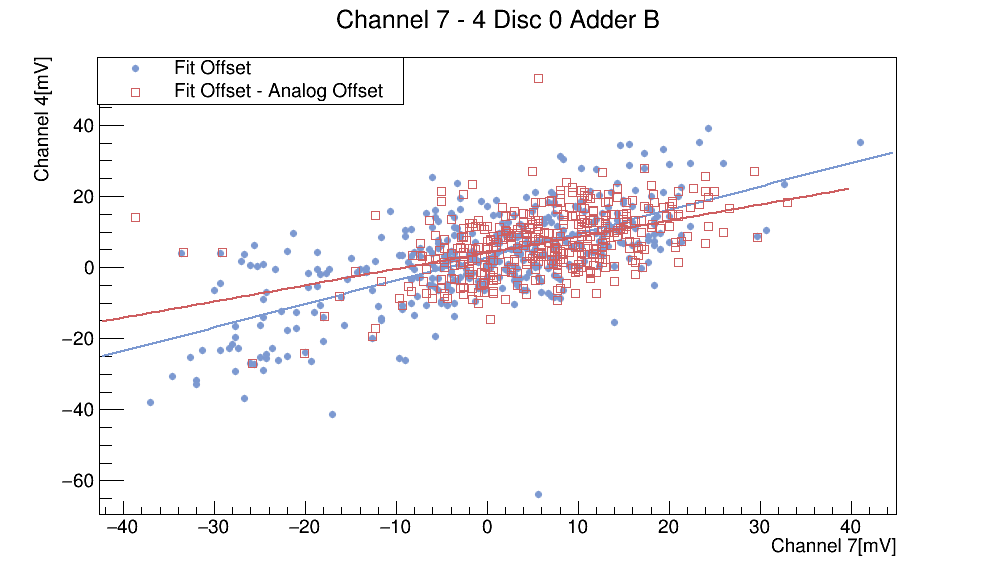 Channel 7 - 4 Disc 0 Adder B
Channel 4[mV]
Fit Offset
Fit Offset - Analog Offset
40
20
0
−20
−40
−60
−40 −30 −20 −10 0 10 20 30 40
Channel 7[mV]